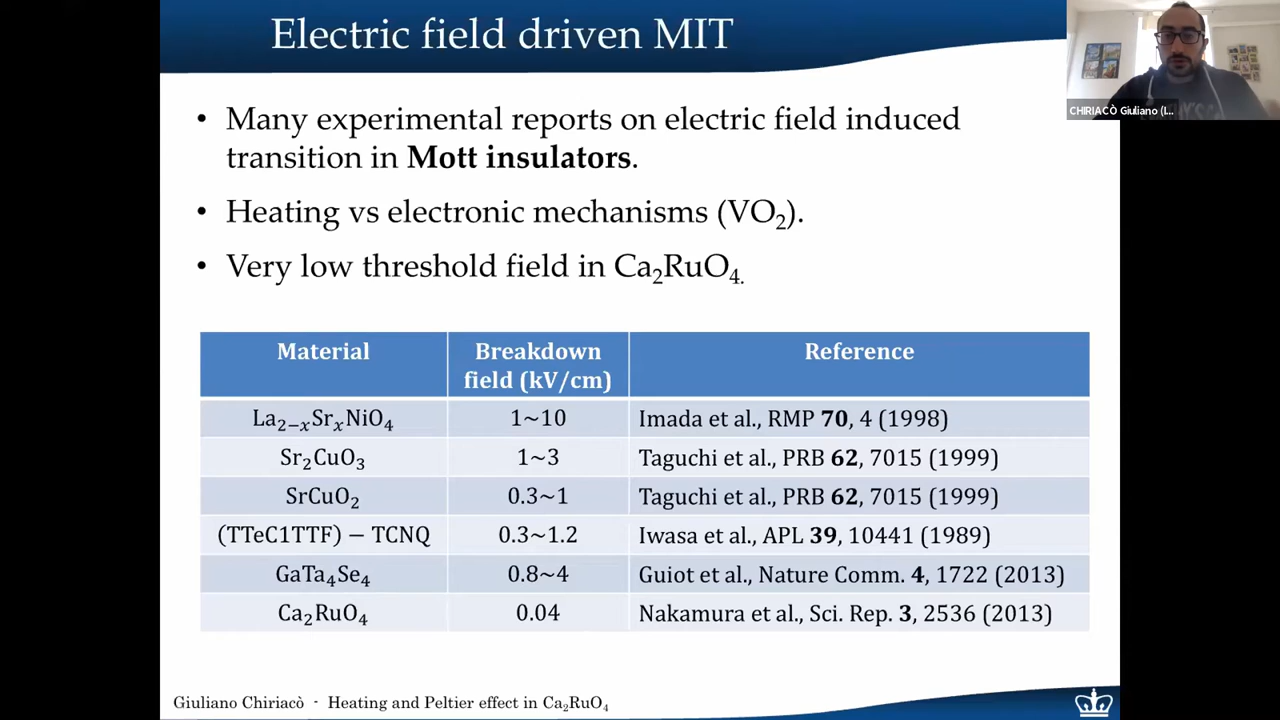 Electric field driven MIT
CHIRIACÒ Giuliano (I...
• Many experimental reports on electric field induced
transition in Mott insulators.
• Heating vs electronic mechanisms (VO₂).
• Very low threshold field in Ca₂RuO₄.
Material Breakdown field (kV/cm) Reference
La₂₋ₓSrₓNiO₄ 1~10 Imada et al., RMP 70, 4 (1998)
Sr₂CuO₃ 1~3 Taguchi et al., PRB 62, 7015 (1999)
SrCuO₂ 0.3~1 Taguchi et al., PRB 62, 7015 (1999)
(TTeC1TTF) − TCNQ 0.3~1.2 Iwasa et al., APL 39, 10441 (1989)
GaTa₄Se₄ 0.8~4 Guiot et al., Nature Comm. 4, 1722 (2013)
Ca₂RuO₄ 0.04 Nakamura et al., Sci. Rep. 3, 2536 (2013)
Giuliano Chiriacò - Heating and Peltier effect in Ca₂RuO₄